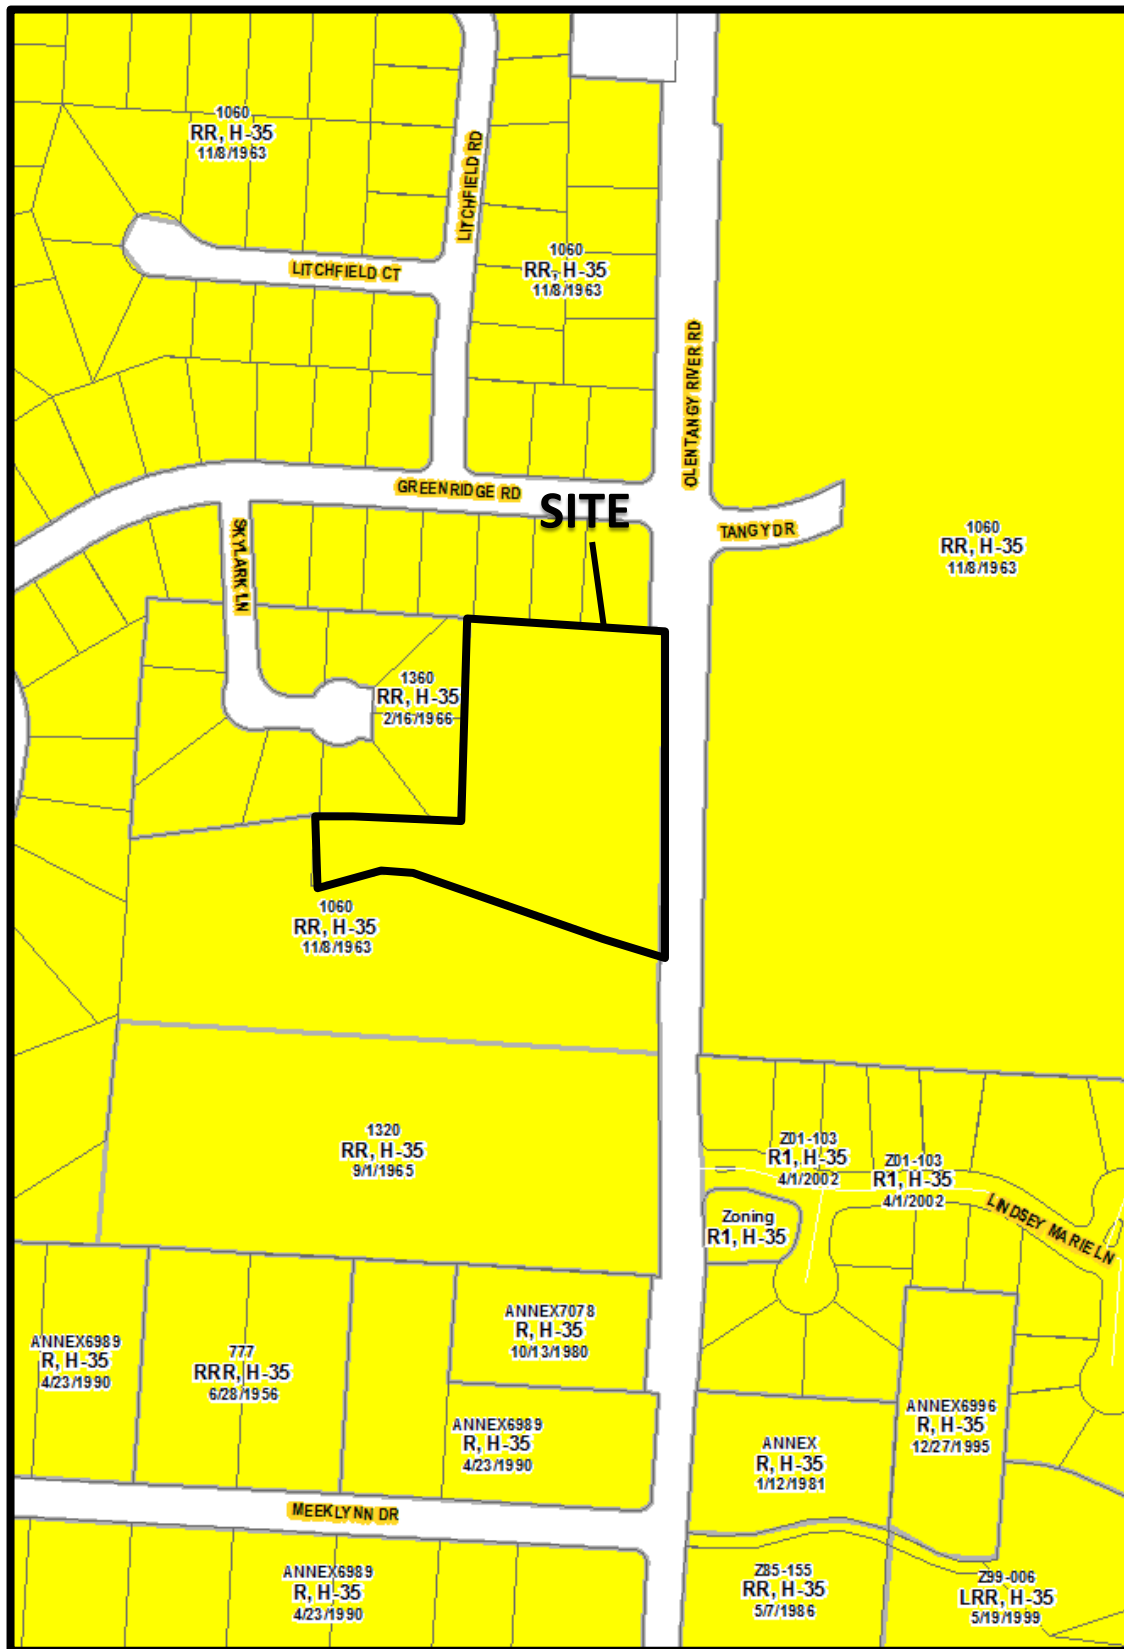 1060
RR, H-35
11/8/1963
LITCHFIELD RD
LITCHFIELD CT
1060
RR, H-35
11/8/1963
OLENTANGY RIVER RD
GREENRIDGE RD
SITE
TANGY DR
1060
RR, H-35
11/8/1963
SKYLARK LN
1360
RR, H-35
2/16/1966
1060
RR, H-35
11/8/1963
1320
RR, H-35
9/1/1965
Z01-103
R1, H-35
4/1/2002
Z01-103
R1, H-35
4/1/2002
LINDSEY MARIE LN
Zoning
R1, H-35
ANNEX7078
R, H-35
10/13/1980
ANNEX6989
R, H-35
4/23/1990
777
RRR, H-35
6/28/1956
ANNEX6989
R, H-35
4/23/1990
ANNEX
R, H-35
1/12/1981
ANNEX6996
R, H-35
12/27/1995
MEEKLYNN DR
ANNEX6989
R, H-35
4/23/1990
Z85-155
RR, H-35
5/7/1986
Z99-006
LRR, H-35
5/19/1999